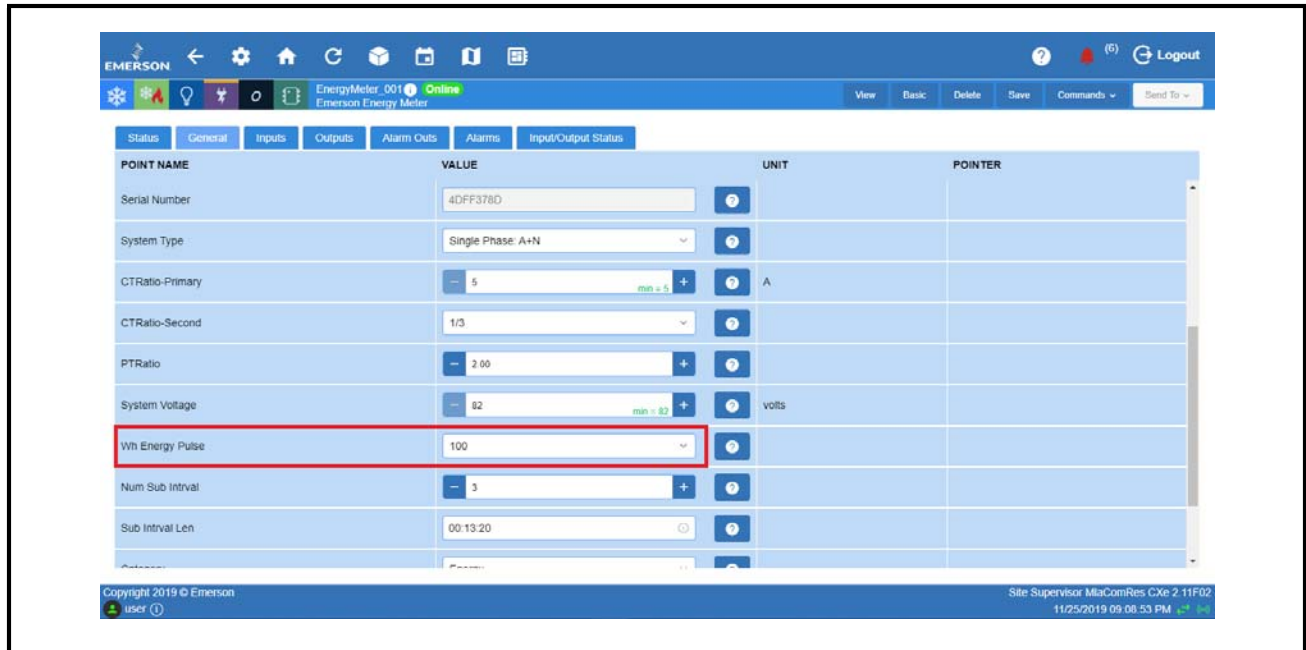 EMERSON
(6) Logout
EnergyMeter_001 Online
Emerson Energy Meter
View Basic Delete Save Commands Send To
Status General Inputs Outputs Alarm Outs Alarms Input/Output Status
POINT NAME VALUE UNIT POINTER
Serial Number 4DFF378D
System Type Single Phase: A+N
CTRatio-Primary 5 min = 5 A
CTRatio-Second 1/3
PTRatio 2.00
System Voltage 82 min = 82 volts
Wh Energy Pulse 100
Num Sub Intrval 3
Sub Intrval Len 00:13:20
Copyright 2019 © Emerson Site Supervisor MlaComRes CXe 2.11F02
user 11/25/2019 09:08:53 PM